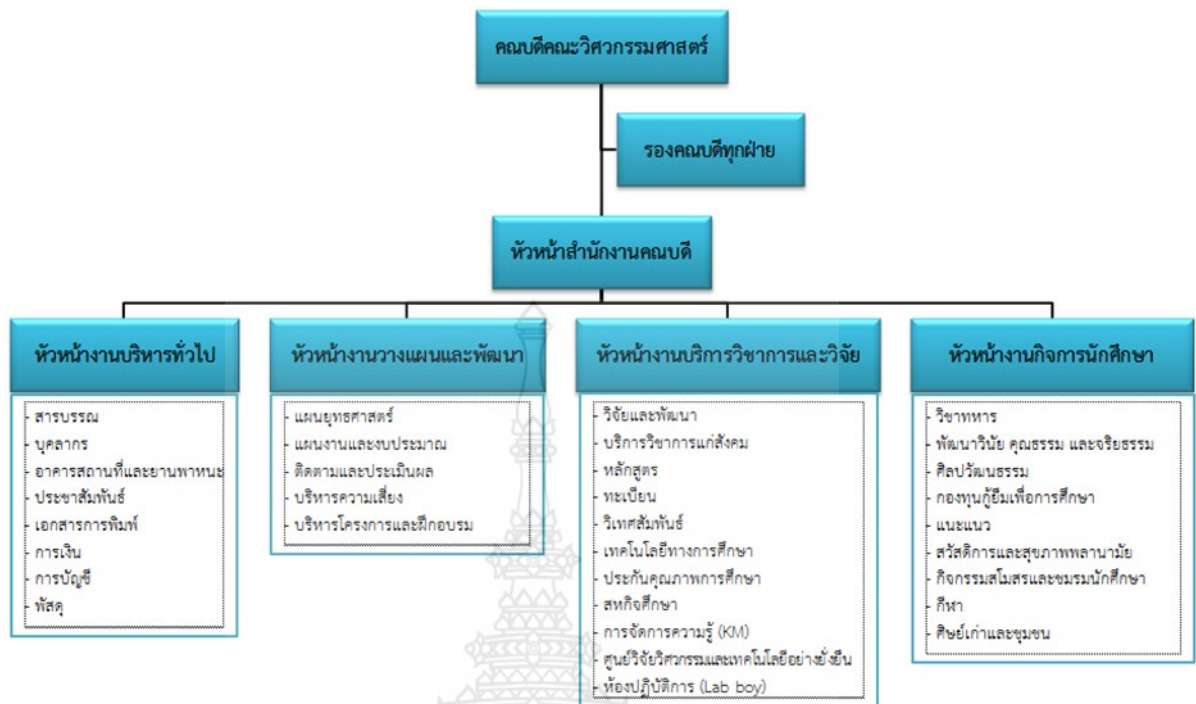 คณบดีคณะวิศวกรรมศาสตร์
รองคณบดีทุกฝ่าย
หัวหน้าสำนักงานคณบดี
หัวหน้างานบริหารทั่วไป
- สารบรรณ
- บุคลากร
- อาคารสถานที่และยานพาหนะ
- ประชาสัมพันธ์
- เอกสารการพิมพ์
- การเงิน
- การบัญชี
- พัสดุ
หัวหน้างานวางแผนและพัฒนา
- แผนยุทธศาสตร์
- แผนงานและงบประมาณ
- ติดตามและประเมินผล
- บริหารความเสี่ยง
- บริหารโครงการและฝึกอบรม
หัวหน้างานบริการวิชาการและวิจัย
- วิจัยและพัฒนา
- บริการวิชาการแก่สังคม
- หลักสูตร
- ทะเบียน
- วิเทศสัมพันธ์
- เทคโนโลยีทางการศึกษา
- ประกันคุณภาพการศึกษา
- สหกิจศึกษา
- การจัดการความรู้ (KM)
- ศูนย์วิจัยวิศวกรรมและเทคโนโลยีอย่างยั่งยืน
- ห้องปฏิบัติการ (Lab boy)
หัวหน้างานกิจการนักศึกษา
- วิชาทหาร
- พัฒนาวินัย คุณธรรม และจริยธรรม
- ศิลปวัฒนธรรม
- กองทุนกู้ยืมเพื่อการศึกษา
- แนะแนว
- สวัสดิการและสุขภาพพลานามัย
- กิจกรรมสโมสรและชมรมนักศึกษา
- กีฬา
- ศิษย์เก่าและชุมชน